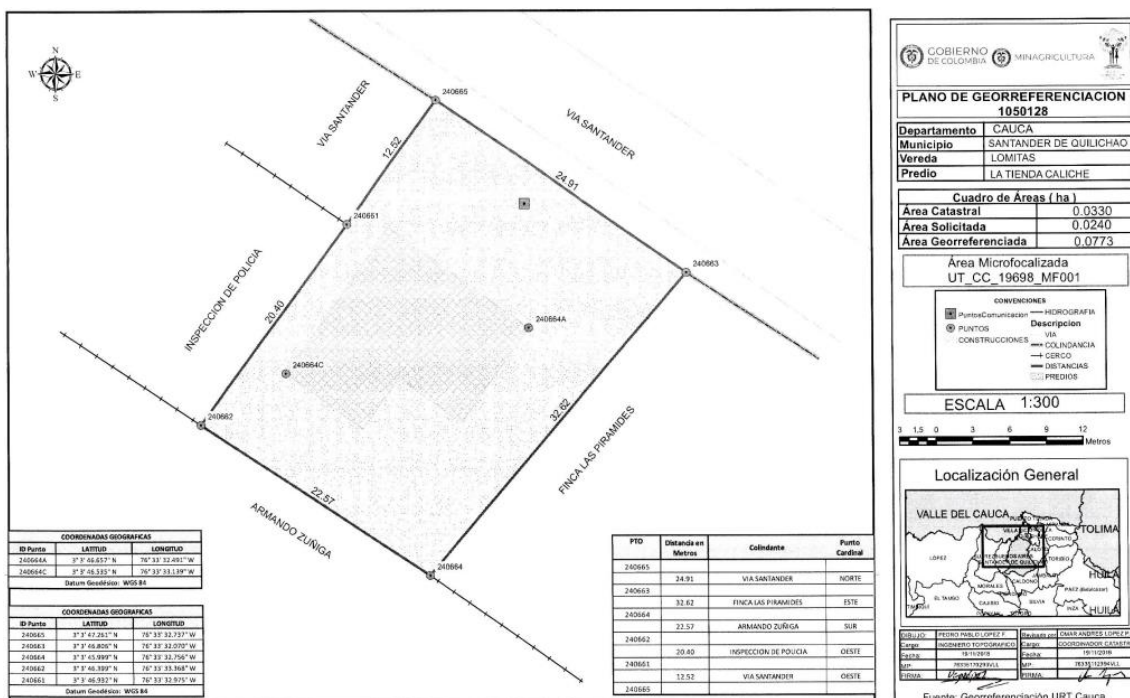 N
W E
S
240665
VIA SANTANDER
VIA SANTANDER
12.52
24.91
240661
240663
INSPECCION DE POLICIA
20.40
240664A
240664C
32.62
FINCA LAS PIRAMIDES
240662
22.57
ARMANDO ZUÑIGA
240664
COORDENADAS GEOGRAFICAS
ID Punto LATITUD LONGITUD
240664A 3° 3' 46.657" N 76° 33' 32.491" W
240664C 3° 3' 46.535" N 76° 33' 33.139" W
Datum Geodésico: WGS 84
COORDENADAS GEOGRAFICAS
ID Punto LATITUD LONGITUD
240665 3° 3' 47.261" N 76° 33' 32.737" W
240663 3° 3' 46.806" N 76° 33' 32.070" W
240664 3° 3' 45.999" N 76° 33' 32.756" W
240662 3° 3' 46.399" N 76° 33' 33.368" W
240661 3° 3' 46.932" N 76° 33' 32.975" W
Datum Geodésico: WGS 84
PTO Distancia en Metros Colindante Punto Cardinal
240665
24.91 VIA SANTANDER NORTE
240663
32.62 FINCA LAS PIRAMIDES ESTE
240664
22.57 ARMANDO ZUÑIGA SUR
240662
20.40 INSPECCION DE POLICIA OESTE
240661
12.52 VIA SANTANDER OESTE
240665
GOBIERNO DE COLOMBIA MINAGRICULTURA
PLANO DE GEORREFERENCIACION
1050128
Departamento CAUCA
Municipio SANTANDER DE QUILICHAO
Vereda LOMITAS
Predio LA TIENDA CALICHE
Cuadro de Áreas ( ha )
Área Catastral 0.0330
Área Solicitada 0.0240
Área Georreferenciada 0.0773
Área Microfocalizada
UT_CC_19698_MF001
CONVENCIONES
PuntosComunicacion
PUNTOS
CONSTRUCCIONES
HIDROGRAFIA
Descripcion
VIA
COLINDANCIA
CERCO
DISTANCIAS
PREDIOS
ESCALA 1:300
3 1,5 0 3 6 9 12
Metros
Localización General
VALLE DEL CAUCA
TOLIMA
CORINTO
LOPEZ
TORIBIO
HUILA
MORALES
CALDONO
EL TAMBO
CAJIBIO
SILVIA
INZA
HUILA
DIBUJO: PEDRO PABLO LOPEZ F. Revisado por: OMAR ANDRES LOPEZ F
Cargo: INGENIERO TOPOGRAFICO Cargo: COORDINADOR CATASTR
Fecha: 19/11/2018 Fecha: 19/11/2018
MP: MP:
FIRMA: FIRMA:
Fuente: Georreferenciación URT Cauca